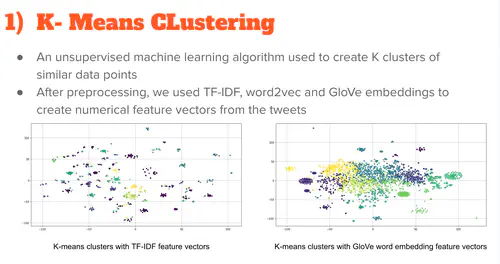 1) K- Means CLustering
● An unsupervised machine learning algorithm used to create K clusters of
similar data points
● After preprocessing, we used TF-IDF, word2vec and GloVe embeddings to
create numerical feature vectors from the tweets
K-means clusters with TF-IDF feature vectors
K-means clusters with GloVe word embedding feature vectors